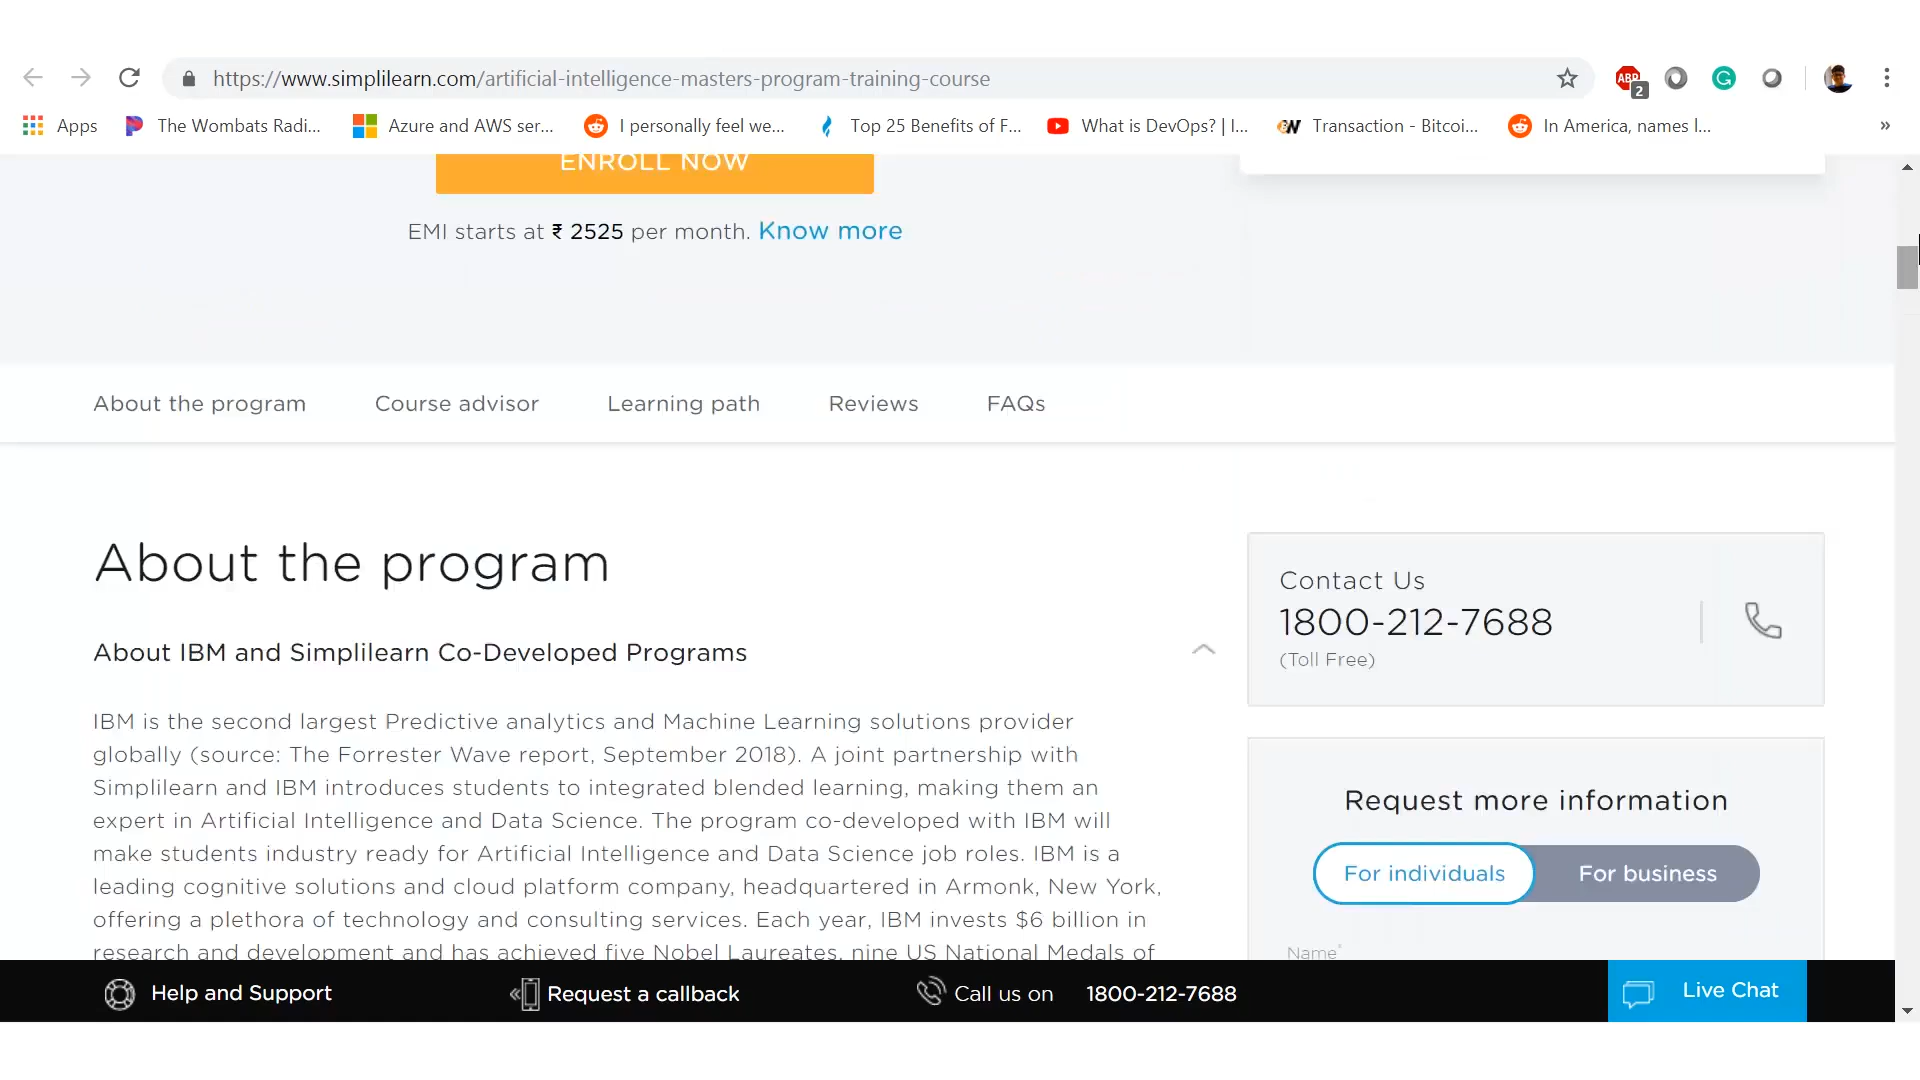 https://www.simplilearn.com/artificial-intelligence-masters-program-training-course
ABP
2
G
Apps
The Wombats Radi...
Azure and AWS ser...
I personally feel we...
Top 25 Benefits of F...
What is DevOps? | I...
Transaction - Bitcoi...
In America, names l...
»
ENROLL NOW
EMI starts at ₹ 2525 per month. Know more
About the program
Course advisor
Learning path
Reviews
FAQs
About the program
About IBM and Simplilearn Co-Developed Programs
IBM is the second largest Predictive analytics and Machine Learning solutions provider
globally (source: The Forrester Wave report, September 2018). A joint partnership with
Simplilearn and IBM introduces students to integrated blended learning, making them an
expert in Artificial Intelligence and Data Science. The program co-developed with IBM will
make students industry ready for Artificial Intelligence and Data Science job roles. IBM is a
leading cognitive solutions and cloud platform company, headquartered in Armonk, New York,
offering a plethora of technology and consulting services. Each year, IBM invests $6 billion in
research and development and has achieved five Nobel Laureates, nine US National Medals of
Contact Us
1800-212-7688
(Toll Free)
Request more information
For individuals
For business
Name*
Help and Support
Request a callback
Call us on 1800-212-7688
Live Chat